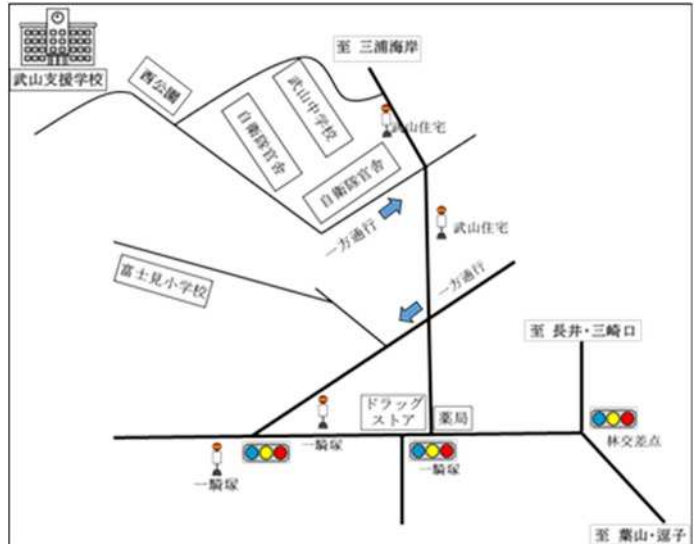 至 三浦海岸
武山支援学校
西公園
武山中学校
自衛隊官舎
武山住宅
自衛隊官舎
武山住宅
一方通行
一方通行
富士見小学校
至 長井・三崎口
ドラッグ
ストア
薬局
林交差点
一騎塚
一騎塚
一騎塚
至 葉山・逗子